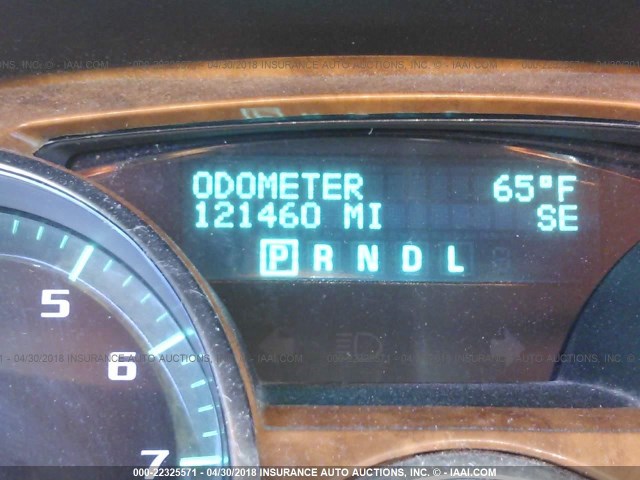 ODOMETER 65°F
121460 MI SE
P R N D L
5
6
7
000-22325571 - 04/30/2018 INSURANCE AUTO AUCTIONS, INC. © - IAAI.COM